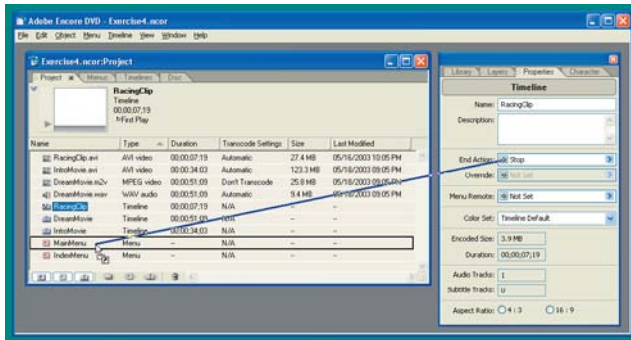 Adobe Encore DVD - Exercise4.ncor
File Edit Object Menu Timeline View Window Help
Exercise4.ncor:Project
Project Menus Timelines Disc
RacingClip
Timeline
00;00;07;19
First Play
Name Type Duration Transcode Settings Size Last Modified
RacingClip.avi AVI video 00;00;07;19 Automatic 27.4 MB 05/16/2003 10:05 PM
IntroMovie.avi AVI video 00;00;34;03 Automatic 123.3 MB 05/18/2003 09:05 PM
DreamMovie.m2v MPEG video 00;00;51;09 Don't Transcode 25.8 MB 05/18/2003 09:05 PM
DreamMovie.wav WAV audio 00;00;51;09 Automatic 9.4 MB 05/18/2003 09:05 PM
RacingClip Timeline 00;00;07;19 N/A - -
DreamMovie Timeline 00;00;51;09 N/A - -
IntroMovie Timeline 00;00;34;03 N/A - -
MainMenu Menu - N/A - -
IndexMenu Menu - N/A - -
Library Layers Properties Character
Timeline
Name: RacingClip
Description:
End Action: Stop
Override: Not Set
Menu Remote: Not Set
Color Set: Timeline Default
Encoded Size: 3.9 MB
Duration: 00;00;07;19
Audio Tracks: 1
Subtitle Tracks: 0
Aspect Ratio: 4:3 16:9